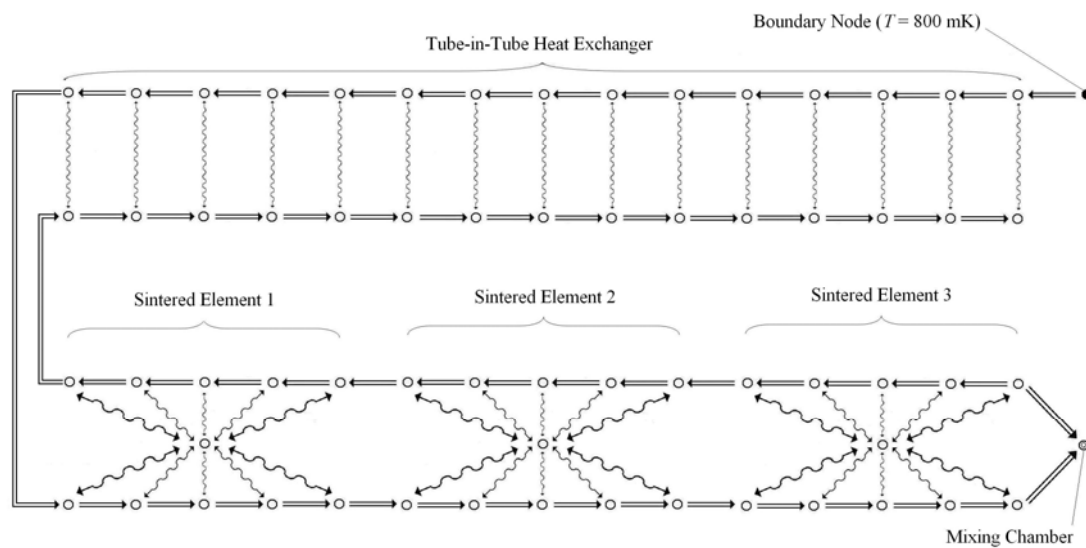 Boundary Node (T = 800 mK)
Tube-in-Tube Heat Exchanger
Sintered Element 1
Sintered Element 2
Sintered Element 3
Mixing Chamber